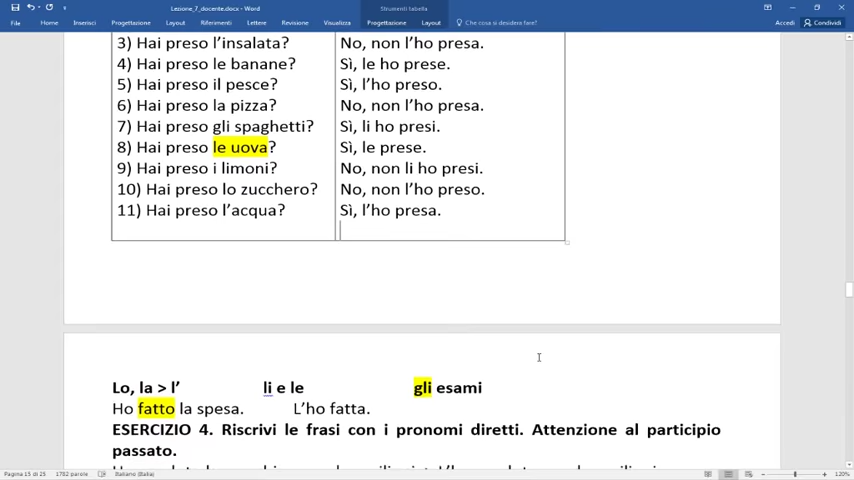 Lezione_7_docente.docx - Word
Strumenti tabella
File Home Inserisci Progettazione Layout Riferimenti Lettere Revisione Visualizza Progettazione Layout Che cosa si desidera fare? Accedi Condividi
3) Hai preso l'insalata? No, non l'ho presa.
4) Hai preso le banane? Sì, le ho prese.
5) Hai preso il pesce? Sì, l'ho preso.
6) Hai preso la pizza? No, non l'ho presa.
7) Hai preso gli spaghetti? Sì, li ho presi.
8) Hai preso le uova? Sì, le prese.
9) Hai preso i limoni? No, non li ho presi.
10) Hai preso lo zucchero? No, non l'ho preso.
11) Hai preso l'acqua? Sì, l'ho presa.
Lo, la > l' li e le gli esami
Ho fatto la spesa. L'ho fatta.
ESERCIZIO 4. Riscrivi le frasi con i pronomi diretti. Attenzione al participio
passato.
Pagina 15 di 25 1782 parole Italiano (Italia) 120%